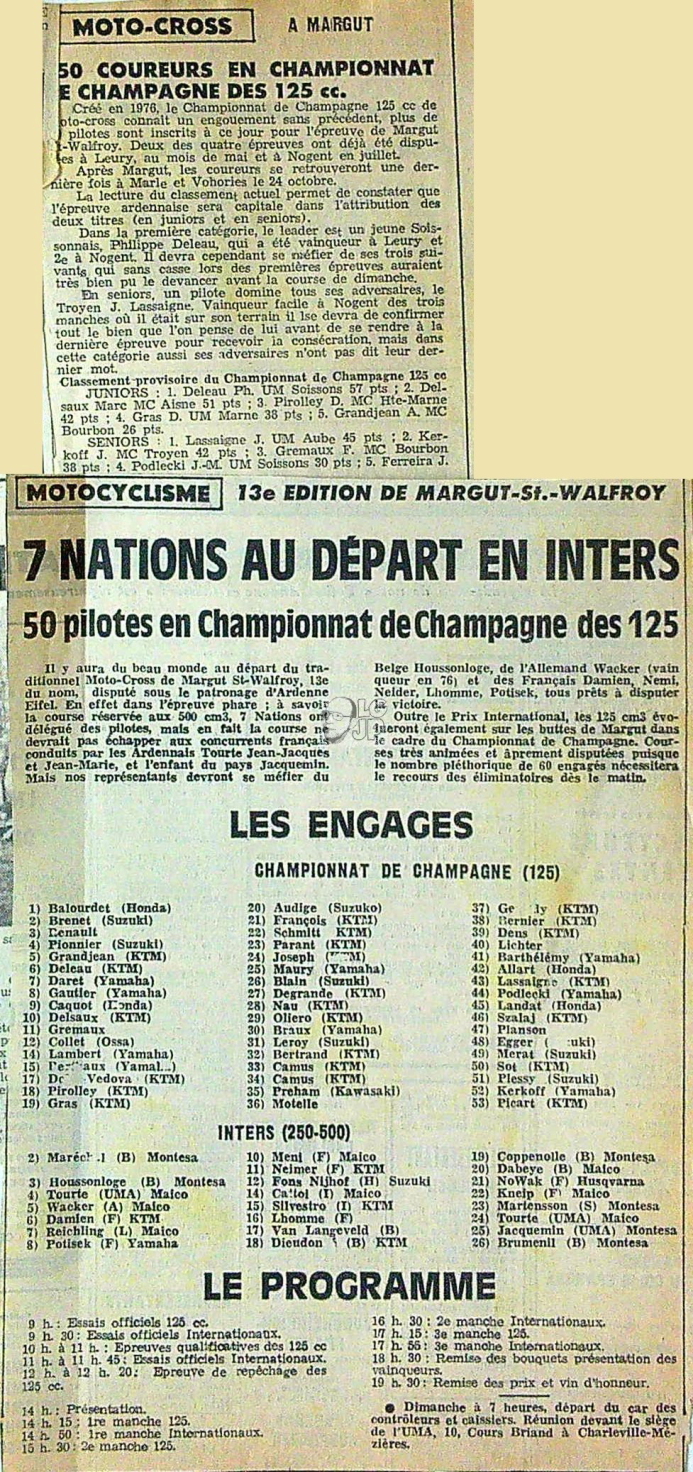 MOTO-CROSS A MARGUT
50 COUREURS EN CHAMPIONNAT
E CHAMPAGNE DES 125 cc.
Créé en 1976, le Championnat de Champagne 125 cc de
oto-cross connaît un engouement sans précédent, plus de
pilotes sont inscrits à ce jour pour l'épreuve de Margut
-Walfroy. Deux des quatre épreuves ont déjà été dispu-
es à Leury, au mois de mai et à Nogent en juillet.
Après Margut, les coureurs se retrouveront une der-
nière fois à Marle et Vohories le 24 octobre.
La lecture du classement actuel permet de constater que
l'épreuve ardennaise sera capitale dans l'attribution des
deux titres (en juniors et en seniors).
Dans la première catégorie, le leader est un jeune Sois-
sonnais, Philippe Deleau, qui a été vainqueur à Leury et
2e à Nogent. Il devra cependant se méfier de ses trois sui-
vants qui sans casse lors des premières épreuves auraient
très bien pu le devancer avant la course de dimanche.
En seniors, un pilote domine tous ses adversaires, le
Troyen J. Lassaigne. Vainqueur facile à Nogent des trois
manches où il était sur son terrain il lse devra de confirmer
tout le bien que l'on pense de lui avant de se rendre à la
dernière épreuve pour recevoir la consécration, mais dans
cette catégorie aussi ses adversaires n'ont pas dit leur der-
nier mot.
Classement provisoire du Championnat de Champagne 125 cc
JUNIORS : 1. Deleau Ph. UM Soissons 57 pts ; 2. Del-
saux Marc MC Aisne 51 pts ; 3. Pirolley D. MC Hte-Marne
42 pts ; 4. Gras D. UM Marne 38 pts ; 5. Grandjean A. MC
Bourbon 26 pts.
SENIORS : 1. Lassaigne J. UM Aube 45 pts ; 2. Ker-
koff J. MC Troyen 42 pts ; 3. Gremaux F. MC Bourbon
38 pts ; 4. Podlecki J.-M. UM Soissons 30 pts ; 5. Ferreira J.
MOTOCYCLISME 13e EDITION DE MARGUT-St.-WALFROY
7 NATIONS AU DÉPART EN INTERS
50 pilotes en Championnat de Champagne des 125
Il y aura du beau monde au départ du tra-
ditionnel Moto-Cross de Margut St-Walfroy, 13e
du nom, disputé sous le patronage d'Ardenne
Eifel. En effet dans l'épreuve phare ; à savoir
la course réservée aux 500 cm3, 7 Nations ont
délégué des pilotes, mais en fait la course ne
devrait pas échapper aux concurrents français
conduits par les Ardennais Tourte Jean-Jacques
et Jean-Marie, et l'enfant du pays Jacquemin.
Mais nos représentants devront se méfier du
Belge Houssonloge, de l'Allemand Wacker (vain
queur en 76) et des Français Damien, Nemi,
Neider, Lhomme, Potisek, tous prêts à disputer
la victoire.
Outre le Prix International, les 125 cm3 évo-
lueront également sur les buttes de Margut dans
le cadre du Championnat de Champagne. Cour-
ses très animées et âprement disputées puisque
le nombre pléthorique de 60 engagés nécessitera
le recours des éliminatoires dès le matin.
LES ENGAGES
CHAMPIONNAT DE CHAMPAGNE (125)
1) Balourdet (Honda)
2) Brenet (Suzuki)
3) Renault
4) Pionnier (Suzuki)
5) Grandjean (KTM)
6) Deleau (KTM)
7) Daret (Yamaha)
8) Gautier (Yamaha)
9) Caquot (Honda)
10) Delsaux (KTM)
11) Gremaux
12) Collet (Ossa)
14) Lambert (Yamaha)
15)
17) Vedova (KTM)
18) Pirolley (KTM)
19) Gras (KTM)
20) Audige (Suzuko)
21) François (KTM)
22) Schmitt KTM)
23) Parant (KTM)
24) Joseph
25) Maury (Yamaha)
26) Blain (Suzuki)
27) Degrande (KTM)
28) Nau (KTM)
29) Oliero (KTM)
30) Braux (Yamaha)
31) Leroy (Suzuki)
32) Bertrand (KTM)
33) Camus (KTM)
34) Camus (KTM)
35) Preham (Kawasaki)
36) Motelle
37) (KTM)
38) Bernier (KTM)
39) Dens (KTM)
40) Lichter
41) Barthélémy (Yamaha)
42) Allart (Honda)
43) Lassaigne (KTM)
44) Podlecki (Yamaha)
45) Landat (Honda)
46) Szalaj (KTM)
47) Planson
48) Egger
49) Merat (Suzuki)
50) Sot (KTM)
51) Plessy (Suzuki)
52) Kerkoff (Yamaha)
53) Picart (KTM)
INTERS (250-500)
2) (B) Montesa
3) Houssonloge (B) Montesa
4) Tourte (UMA) Maico
5) Wacker (A) Maico
6) Damien (F) KTM
7) Reichling (L) Maico
8) Potisek (F) Yamaha
10) Meni (F) Maico
11) Neimer (F) KTM
12) Fons Nijhof (H) Suzuki
14) (I) Maico
15) Silvestro (I) KTM
16) Lhomme (F)
17) Van Langeveld (B)
18) Dieudon (B) KTM
19) Coppenolle (B) Montesa
20) Dabeye (B) Maico
21) NoWak (F) Husqvarna
22) Kneip (F) Maico
23) Martensson (S) Montesa
24) Tourte (UMA) Maico
25) Jacquemin (UMA) Montesa
26) Brumenil (B) Montesa
LE PROGRAMME
9 h. : Essais officiels 125 cc.
9 h. 30 : Essais officiels Internationaux.
10 h. à 11 h. : Epreuves qualificatives des 125 cc
11 h. à 11 h. 45 : Essais officiels Internationaux.
12 h. à 12 h. 20 : Epreuve de repêchage des
125 cc.
14 h. : Présentation.
14 h. 15 : 1re manche 125.
14 h. 50 : 1re manche Internationaux.
15 h. 30 : 2e manche 125.
16 h. 30 : 2e manche Internationaux.
17 h. 15 : 3e manche 125.
17 h. 55 : 3e manche Internationaux.
18 h. 30 : Remise des bouquets présentation des
vainqueurs.
19 h. 30 : Remise des prix et vin d'honneur.
● Dimanche à 7 heures, départ du car des
contrôleurs et caissiers. Réunion devant le siège
de l'UMA, 10, Cours Briand à Charleville-Mé-
zières.